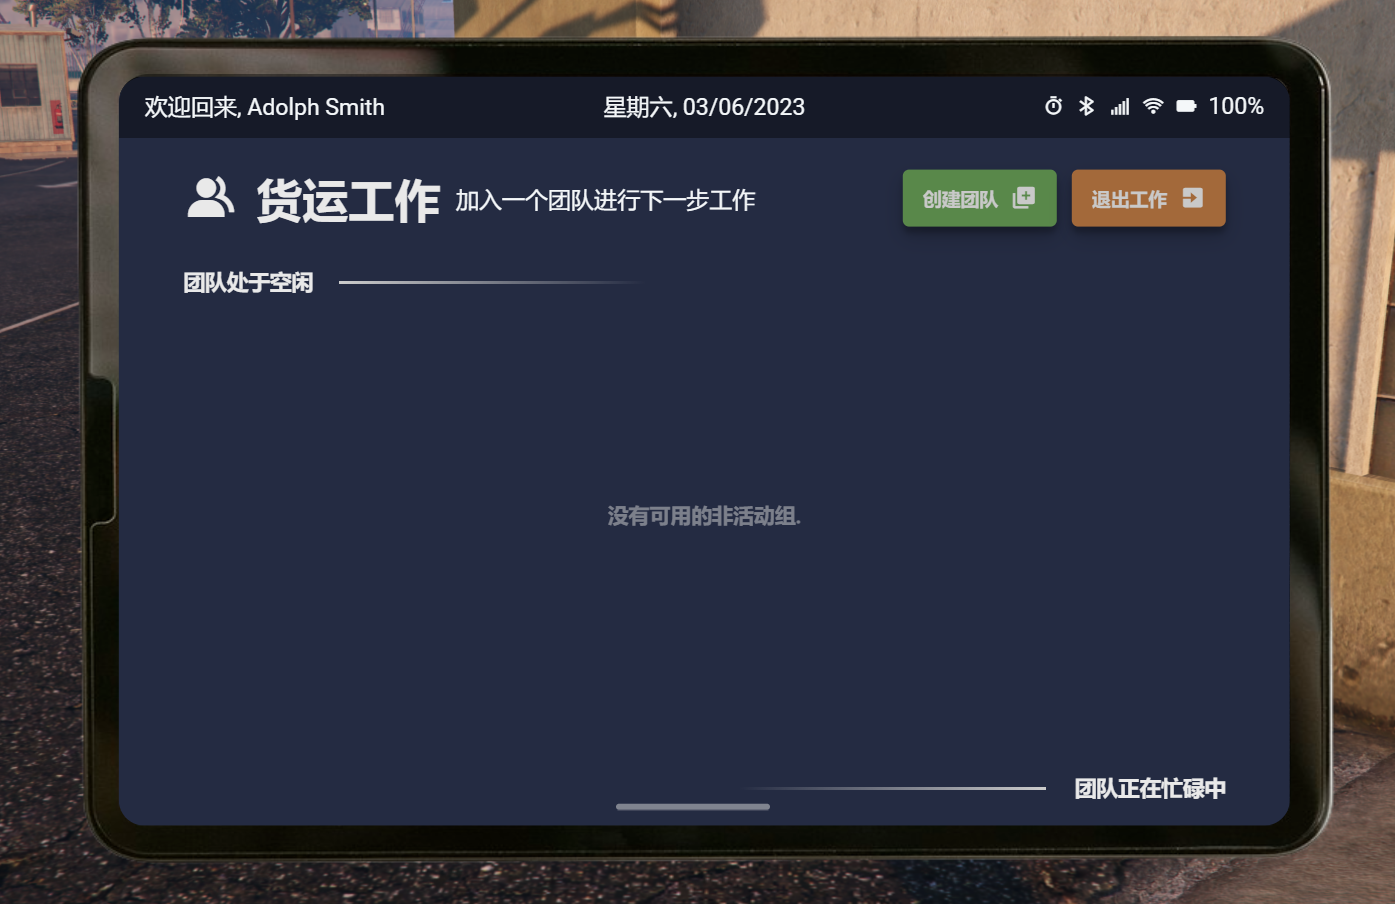 欢迎回来, Adolph Smith
星期六, 03/06/2023
100%
货运工作
加入一个团队进行下一步工作
创建团队
退出工作
团队处于空闲
没有可用的非活动组.
团队正在忙碌中